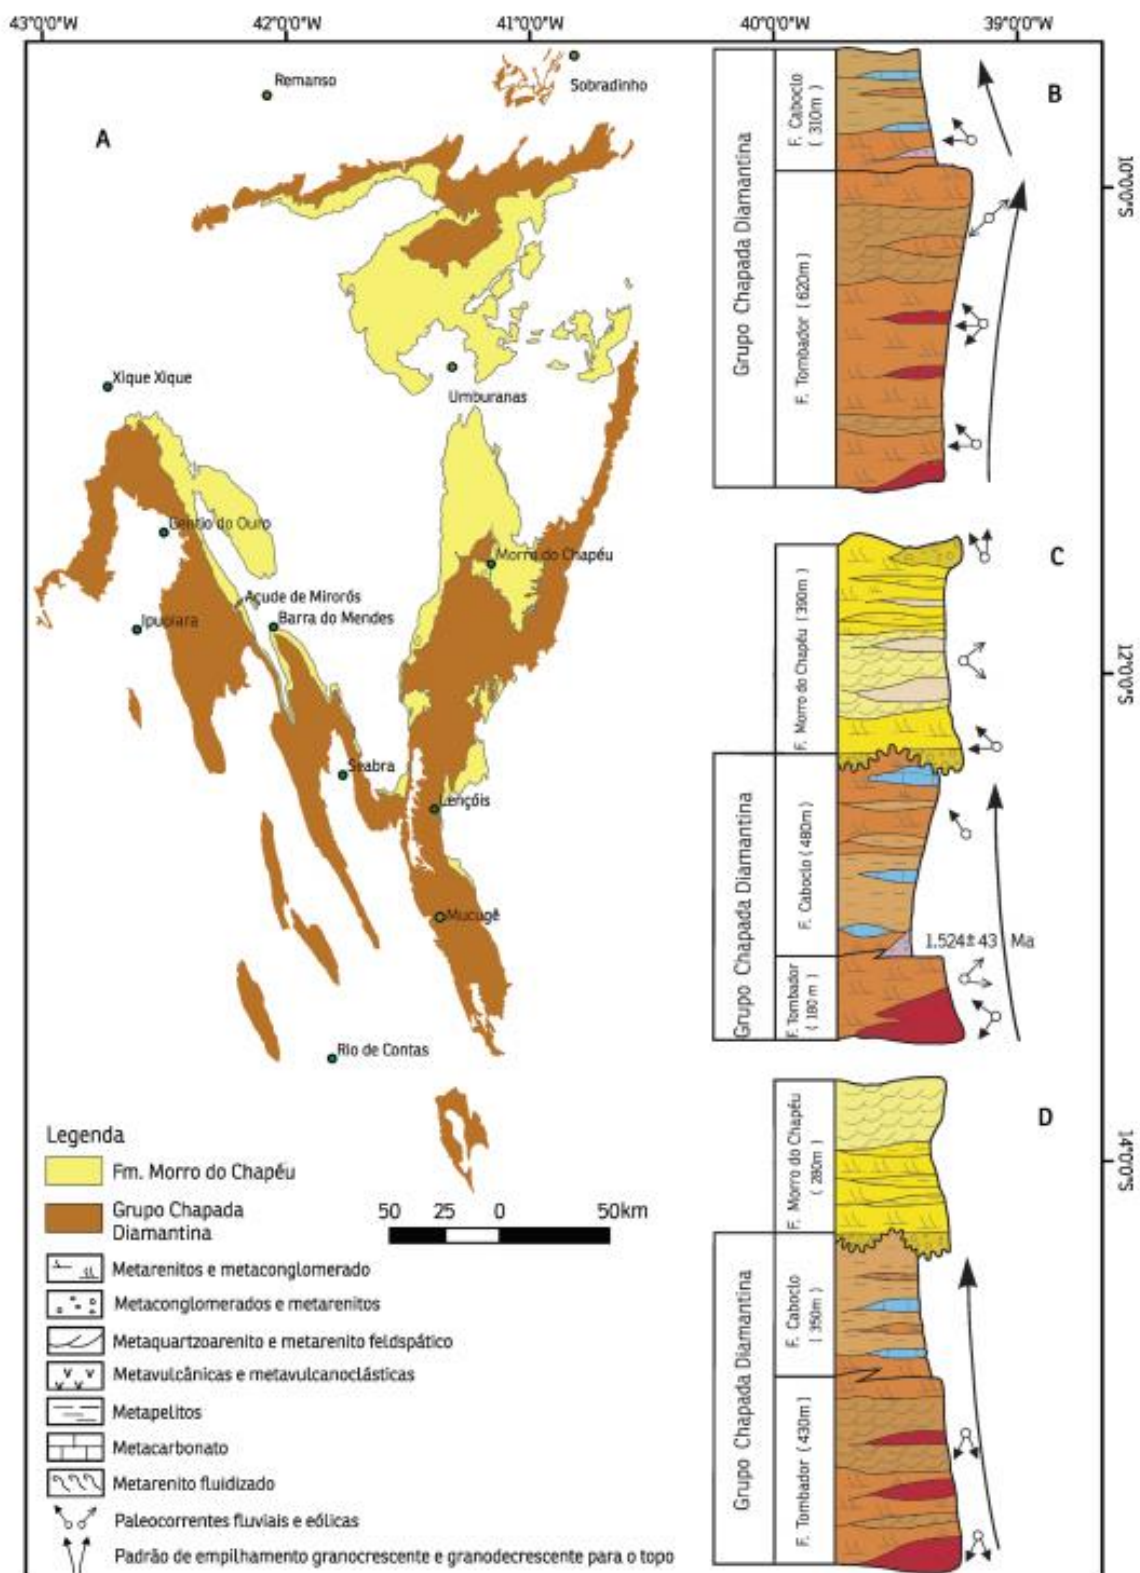 43°0'0"W
42°0'0"W
41°0'0"W
40°0'0"W
39°0'0"W
10°0'0"S
12°0'0"S
14°0'0"S
A
Remanso
Sobradinho
Xique Xique
Umburanas
Gentio do Ouro
Morro do Chapéu
Açude de Mirorós
Barra do Mendes
Ipupiara
Seabra
Lençóis
Mucugê
Rio de Contas
B
Grupo Chapada Diamantina
F. Caboclo
( 310m )
F. Tombador ( 620m )
C
F. Morro do Chapéu ( 390m )
Grupo Chapada Diamantina
F. Caboclo ( 480m )
F. Tombador
( 180 m )
1.524±43 Ma
D
F. Morro do Chapéu
( 280m )
Grupo Chapada Diamantina
F. Caboclo
( 350m )
F. Tombador ( 430m )
Legenda
Fm. Morro do Chapéu
Grupo Chapada
Diamantina
50 25 0 50km
Metarenitos e metaconglomerado
Metaconglomerados e metarenitos
Metaquartzoarenito e metarenito feldspático
Metavulcânicas e metavulcanoclásticas
Metapelitos
Metacarbonato
Metarenito fluidizado
Paleocorrentes fluviais e eólicas
Padrão de empilhamento granocrescente e granodecrescente para o topo